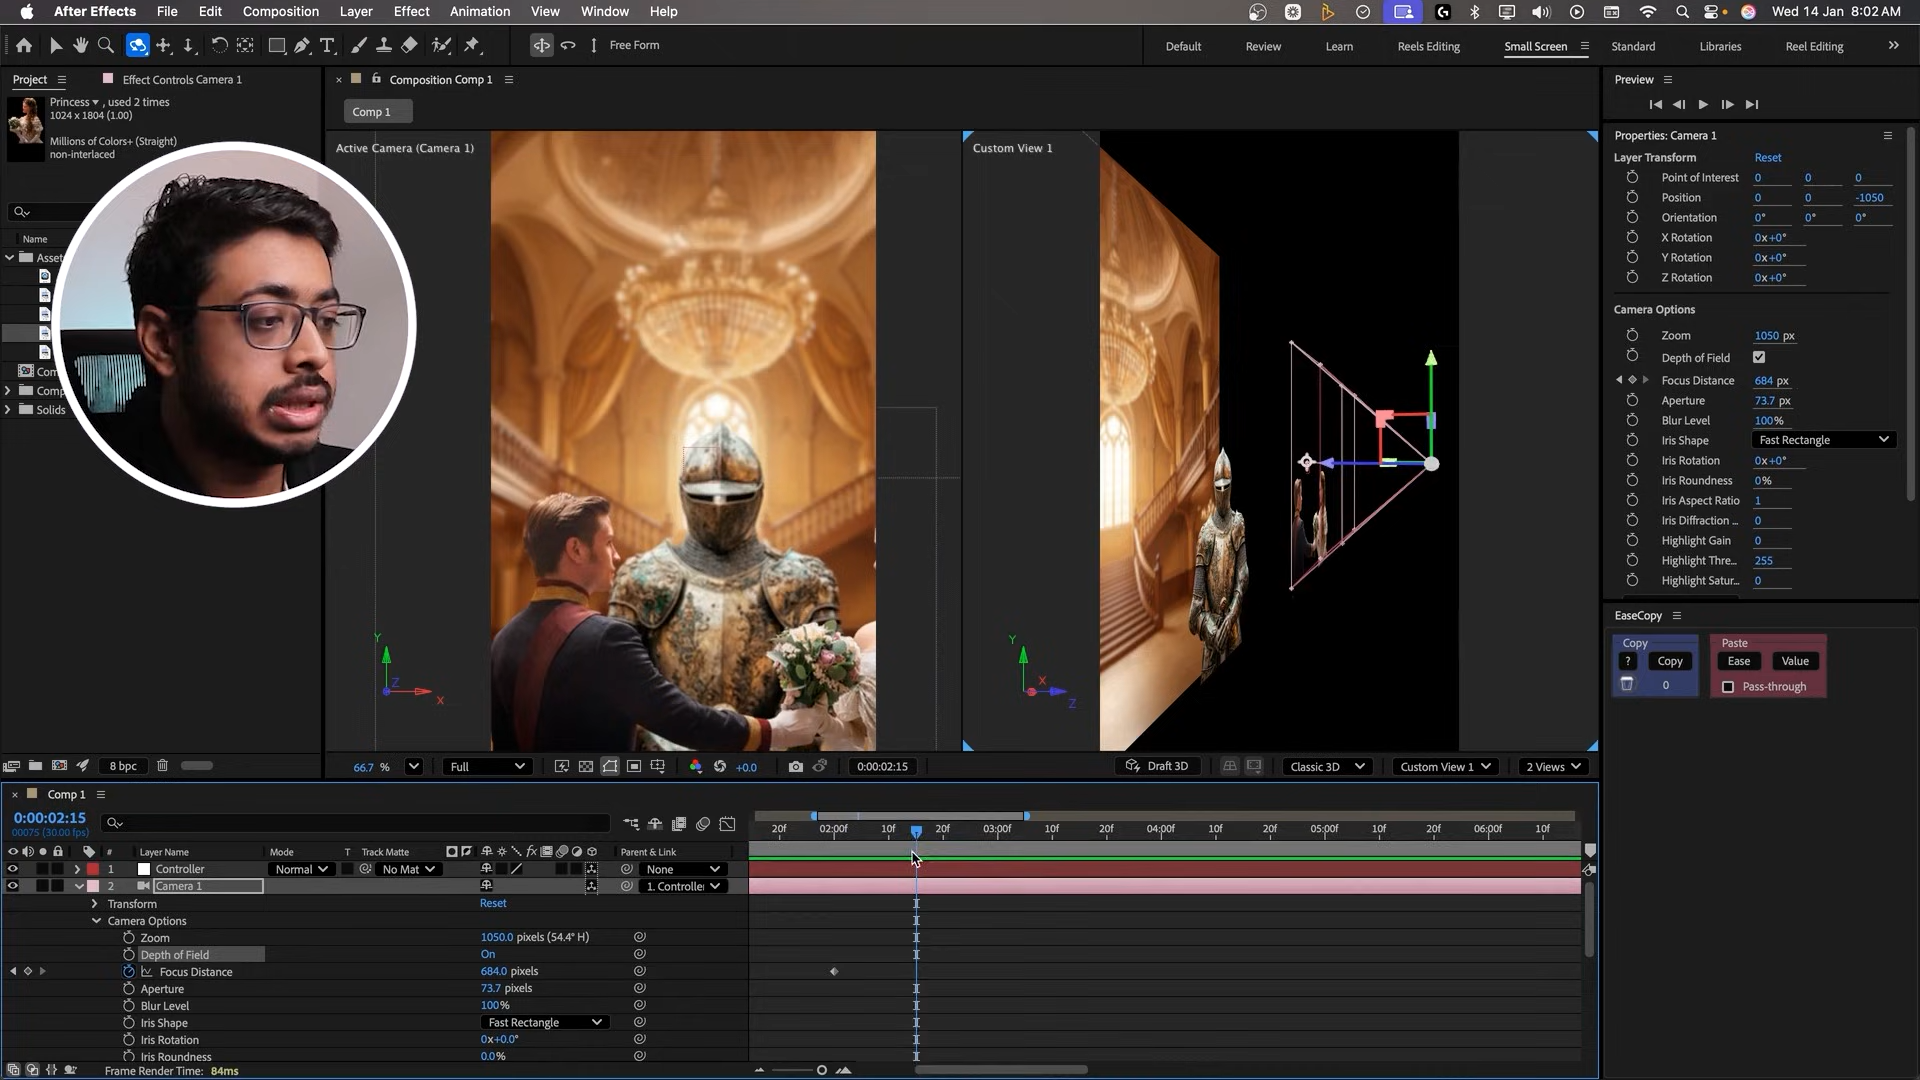 After Effects File Edit Composition Layer Effect Animation View Window Help Wed 14 Jan 8:02 AM
Free Form Default Review Learn Reels Editing Small Screen Standard Libraries Reel Editing
Project Effect Controls Camera 1
Princess , used 2 times
1024 x 1804 (1.00)
Millions of Colors+ (Straight)
non-interlaced
Name
Asset
Com
Comp
Solids
8 bpc
Composition Comp 1
Comp 1
Active Camera (Camera 1)
Custom View 1
Y
Z
X
Y
X
Z
66.7 % Full +0.0 0:00:02:15 Draft 3D Classic 3D Custom View 1 2 Views
Preview
Properties: Camera 1
Layer Transform Reset
Point of Interest 0 0 0
Position 0 0 -1050
Orientation 0° 0° 0°
X Rotation 0x+0°
Y Rotation 0x+0°
Z Rotation 0x+0°
Camera Options
Zoom 1050 px
Depth of Field
Focus Distance 684 px
Aperture 73.7 px
Blur Level 100%
Iris Shape Fast Rectangle
Iris Rotation 0x+0°
Iris Roundness 0%
Iris Aspect Ratio 1
Iris Diffraction ... 0
Highlight Gain 0
Highlight Thre... 255
Highlight Satur... 0
EaseCopy
Copy Paste
? Copy Ease Value
0 Pass-through
Comp 1
0:00:02:15
00075 (30.00 fps)
20f 02:00f 10f 20f 03:00f 10f 20f 04:00f 10f 20f 05:00f 10f 20f 06:00f 10f
# Layer Name Mode T Track Matte fx Parent & Link
1 Controller Normal No Mat None
2 Camera 1 1. Controller
Transform Reset
Camera Options
Zoom 1050.0 pixels (54.4° H)
Depth of Field On
Focus Distance 684.0 pixels
Aperture 73.7 pixels
Blur Level 100%
Iris Shape Fast Rectangle
Iris Rotation 0x+0.0°
Iris Roundness 0.0%
Frame Render Time: 84ms